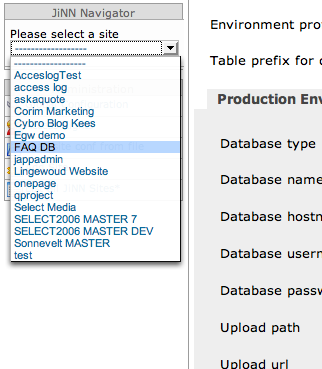 JiNN Navigator
Please select a site
------------------
------------------
AcceslogTest
access log
askaquote
Corim Marketing
Cybro Blog Kees
Egw demo
FAQ DB
jappadmin
Lingewoud Website
onepage
qproject
Select Media
SELECT2006 MASTER 7
SELECT2006 MASTER DEV
Sonnevelt MASTER
test
Environment pro
Table prefix for
Production Env
Database type
Database name
Database hostn
Database usern
Database passw
Upload path
Upload url